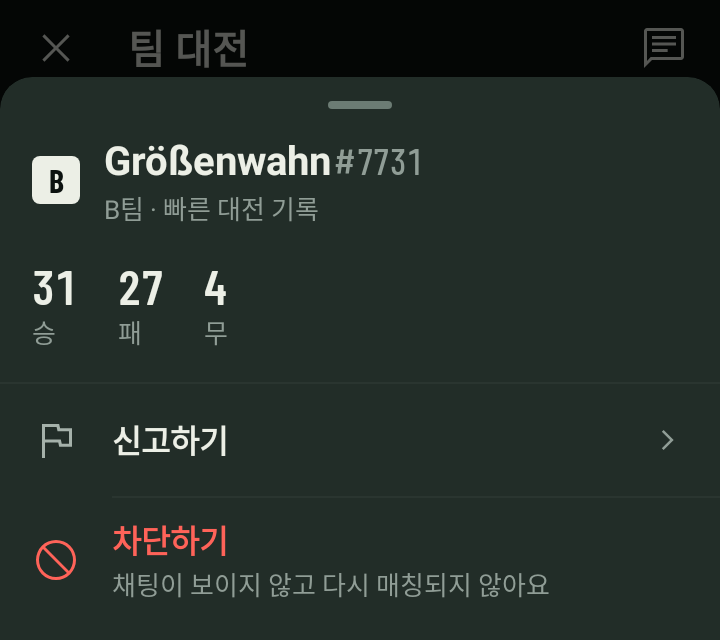 팀 대전
B
Größenwahn#7731
B팀 · 빠른 대전 기록
31 27 4
승 패 무
신고하기
차단하기
채팅이 보이지 않고 다시 매칭되지 않아요